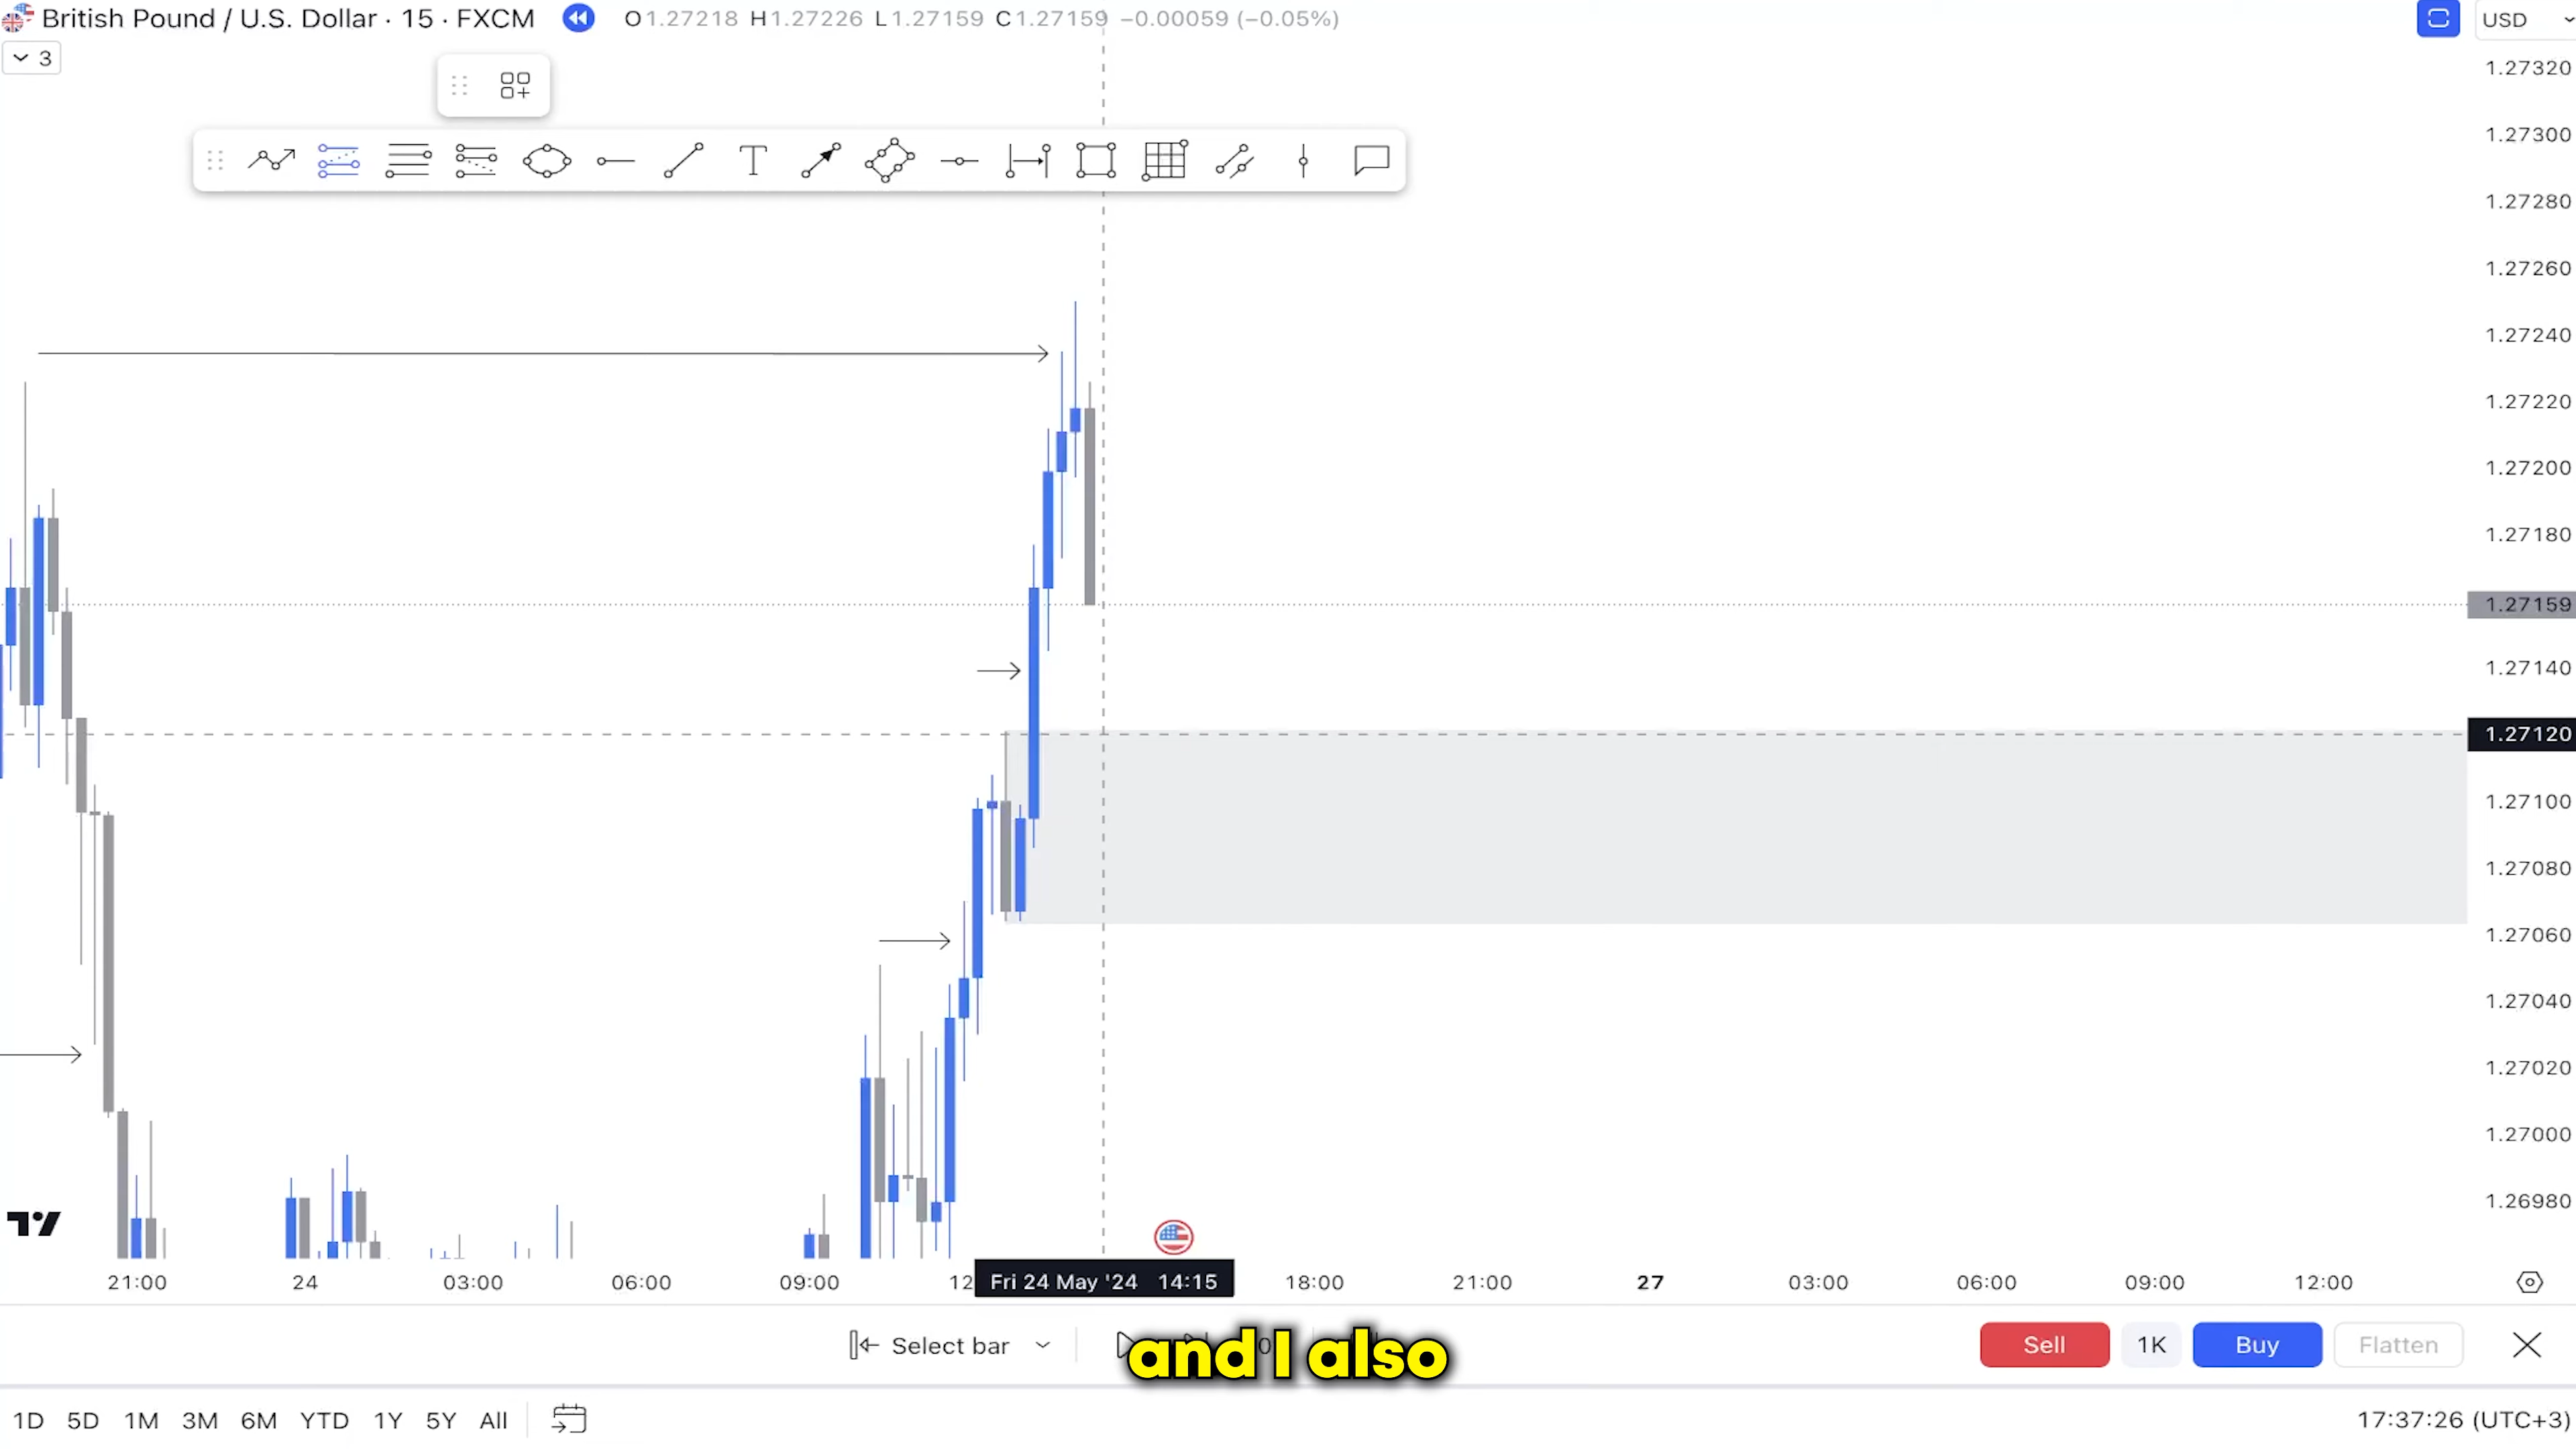 British Pound / U.S. Dollar · 15 · FXCM O1.27218 H1.27226 L1.27159 C1.27159 −0.00059 (−0.05%)
USD
3
1.27320
1.27300
1.27280
1.27260
1.27240
1.27220
1.27200
1.27180
1.27159
1.27140
1.27120
1.27100
1.27080
1.27060
1.27040
1.27020
1.27000
1.26980
21:00 24 03:00 06:00 09:00 12 Fri 24 May '24 14:15 18:00 21:00 27 03:00 06:00 09:00 12:00
Select bar
and I also
Sell 1K Buy Flatten
1D 5D 1M 3M 6M YTD 1Y 5Y All
17:37:26 (UTC+3)